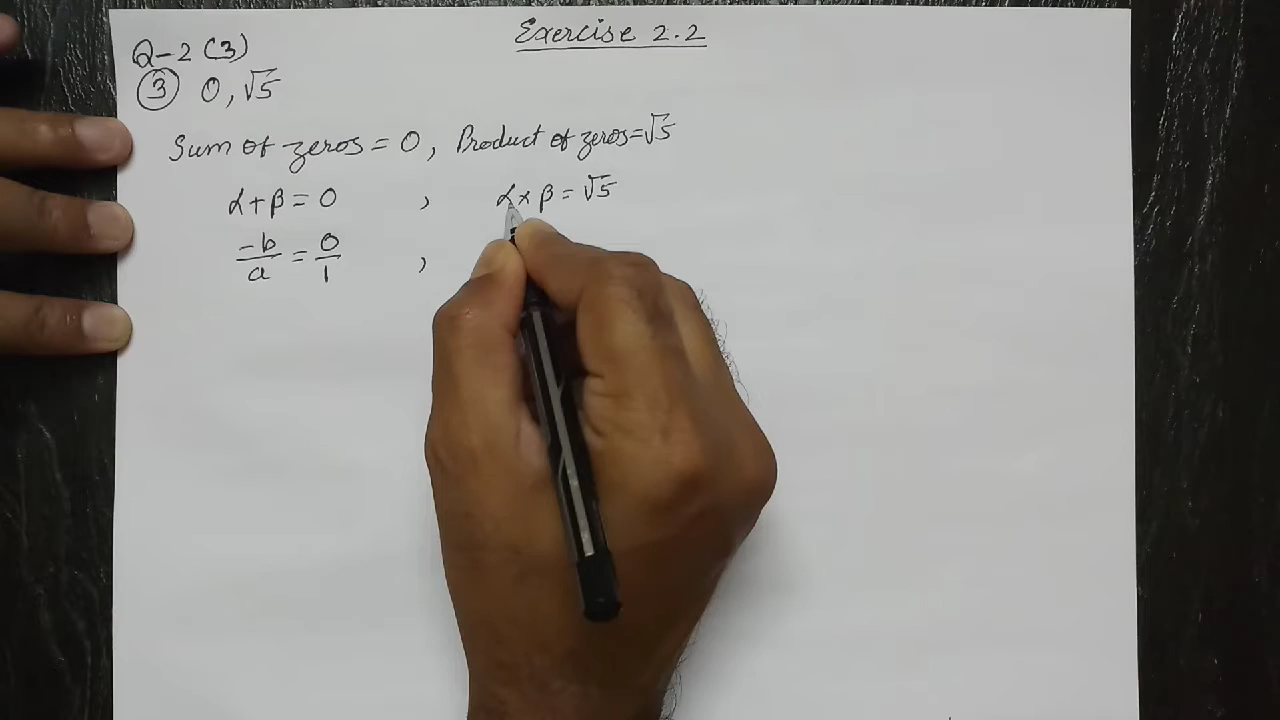 Exercise 2.2
Q-2 (3)
③ 0, √5
Sum of zeros = 0, Product of zeros = √5
α + β = 0 , α × β = √5
-b/a = 0/1 ,